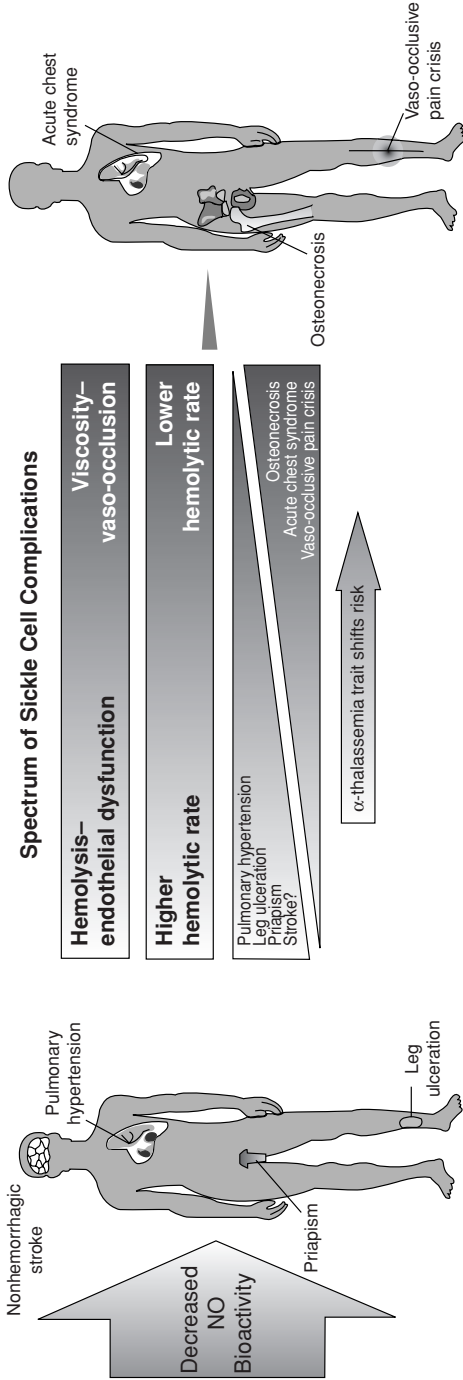 Spectrum of Sickle Cell Complications
Nonhemorrhagic
stroke
Pulmonary
hypertension
Decreased
NO
Bioactivity
Priapism
Leg
ulceration
Hemolysis–
endothelial dysfunction
Viscosity–
vaso-occlusion
Higher
hemolytic rate
Lower
hemolytic rate
Pulmonary hypertension
Leg ulceration
Priapism
Stroke?
Osteonecrosis
Acute chest syndrome
Vaso-occlusive pain crisis
α-thalassemia trait shifts risk
Acute chest
syndrome
Osteonecrosis
Vaso-occlusive
pain crisis